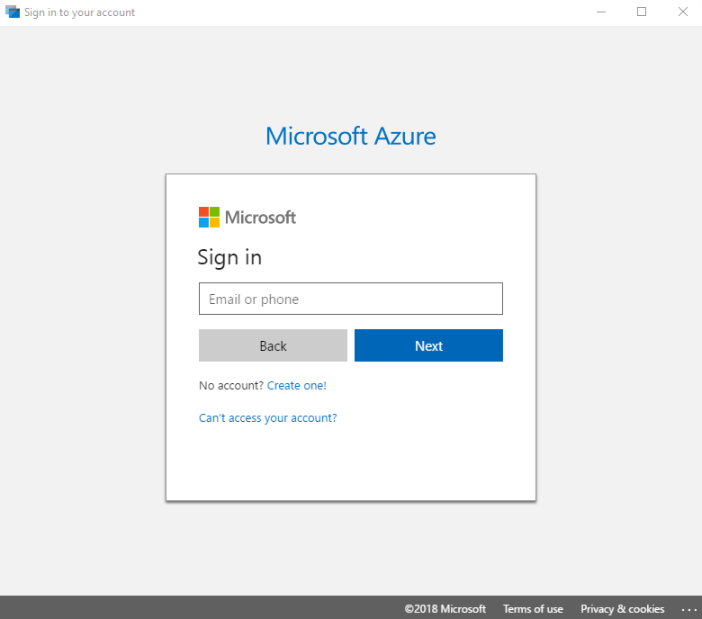 Sign in to your account
Microsoft Azure
Microsoft
Sign in
Email or phone
Back Next
No account? Create one!
Can't access your account?
©2018 Microsoft Terms of use Privacy & cookies ...